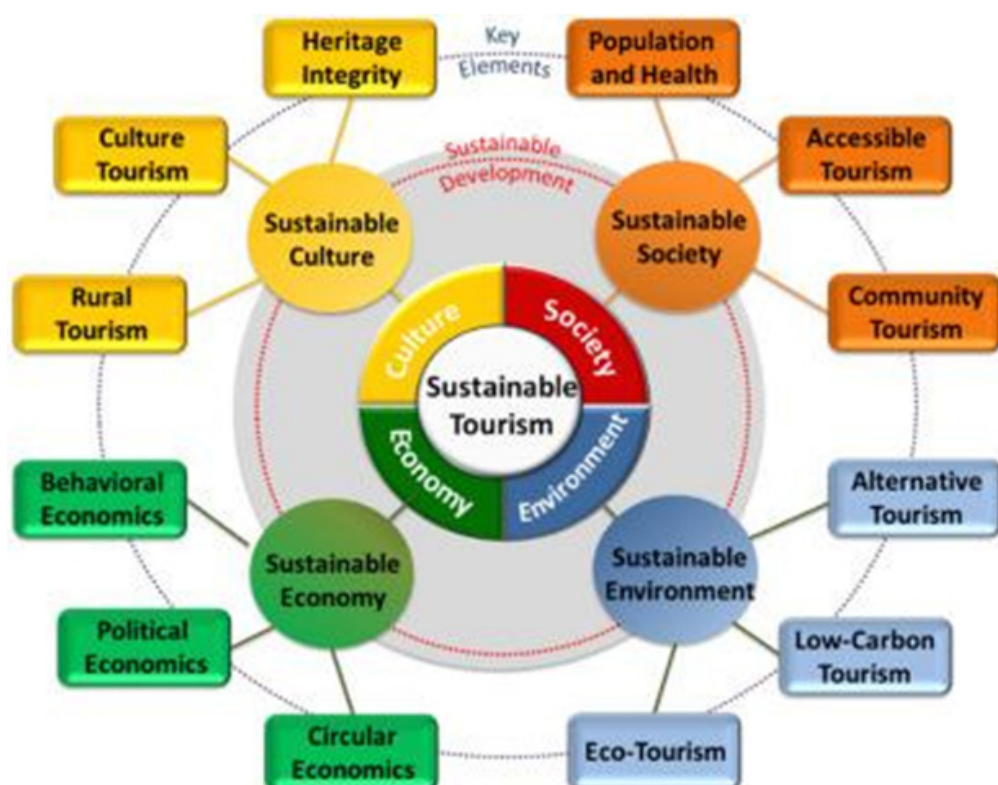 Heritage
Integrity
Key
Elements
Population
and Health
Culture
Tourism
Accessible
Tourism
Sustainable
Development
Sustainable
Culture
Sustainable
Society
Rural
Tourism
Community
Tourism
Culture
Society
Sustainable
Tourism
Economy
Environment
Behavioral
Economics
Alternative
Tourism
Sustainable
Economy
Sustainable
Environment
Political
Economics
Low-Carbon
Tourism
Circular
Economics
Eco-Tourism